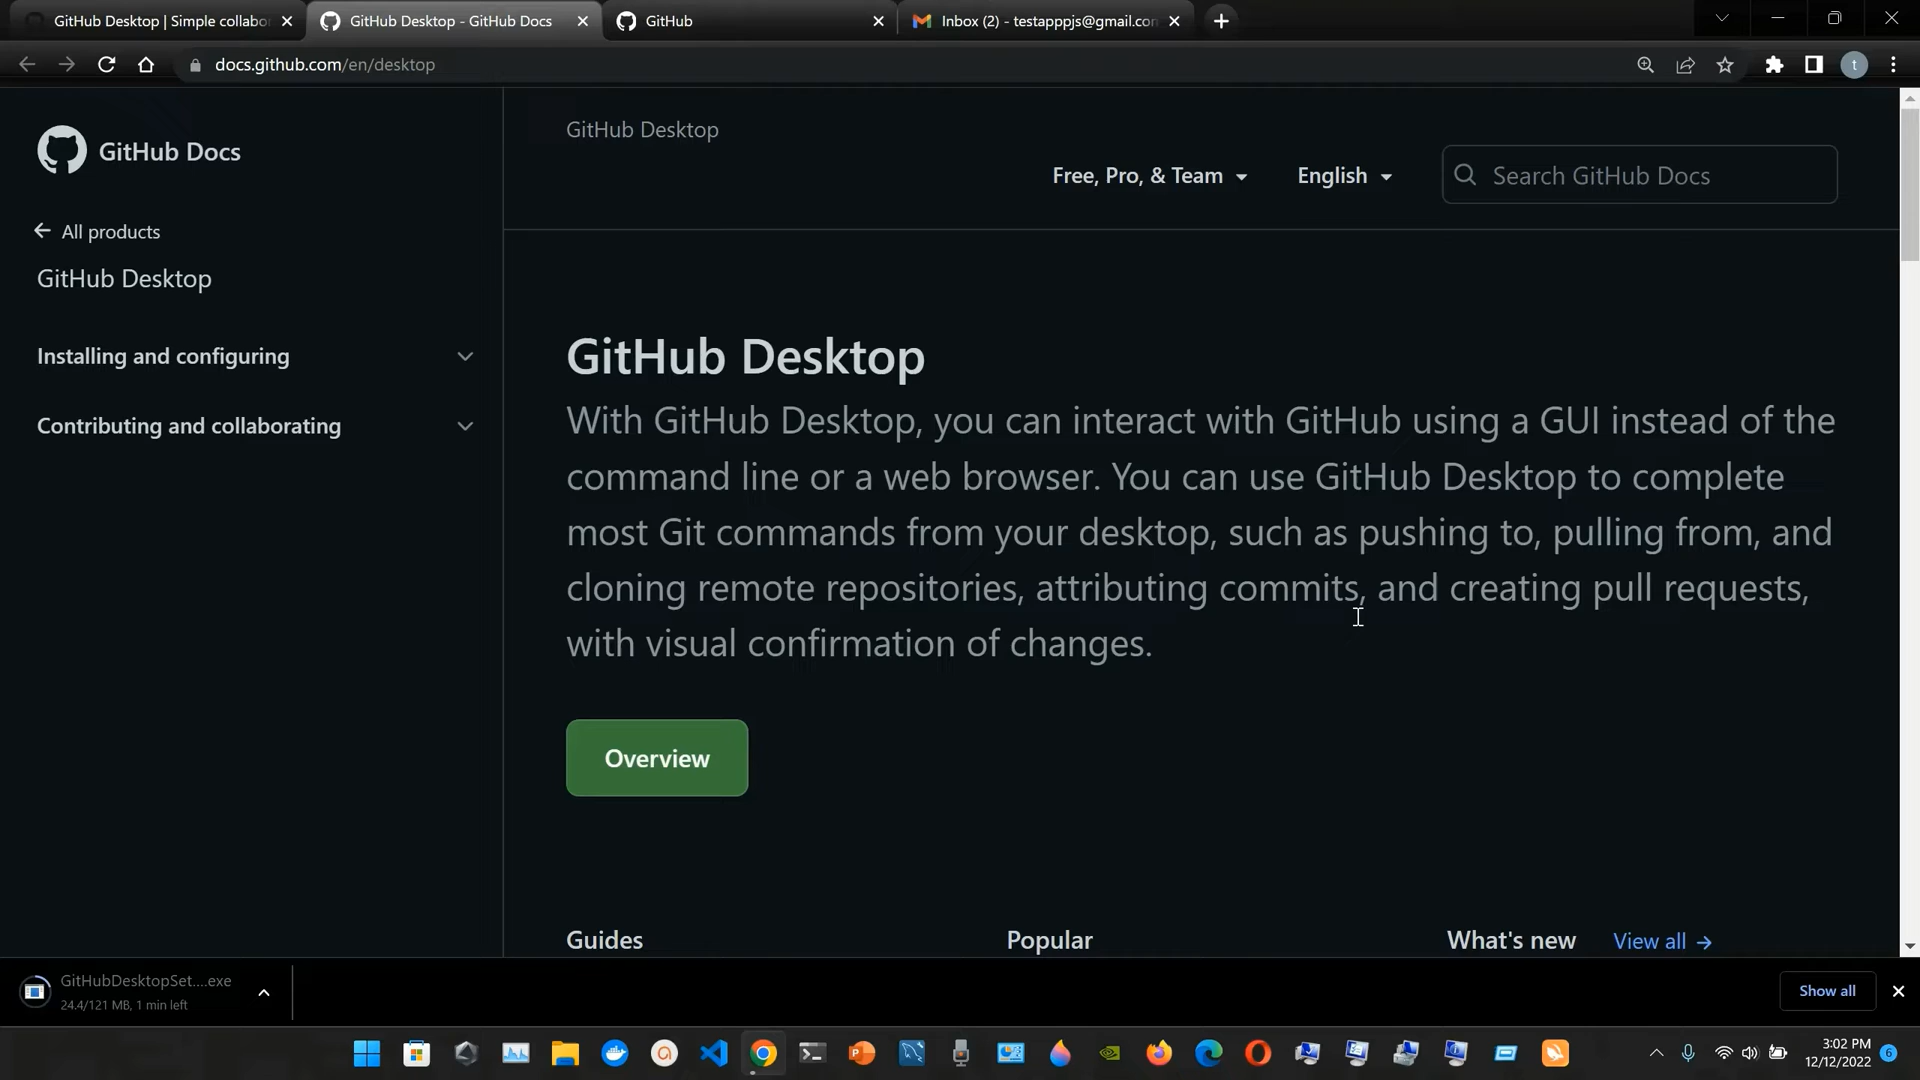 GitHub Desktop | Simple collabo
GitHub Desktop - GitHub Docs
GitHub
Inbox (2) - testapppjs@gmail.con
docs.github.com/en/desktop
t
GitHub Docs
All products
GitHub Desktop
Installing and configuring
Contributing and collaborating
GitHub Desktop
Free, Pro, & Team
English
Search GitHub Docs
GitHub Desktop
With GitHub Desktop, you can interact with GitHub using a GUI instead of the
command line or a web browser. You can use GitHub Desktop to complete
most Git commands from your desktop, such as pushing to, pulling from, and
cloning remote repositories, attributing commits, and creating pull requests,
with visual confirmation of changes.
Overview
Guides
Popular
What's new
View all →
GitHubDesktopSet....exe
24.4/121 MB, 1 min left
Show all
3:02 PM
12/12/2022
6